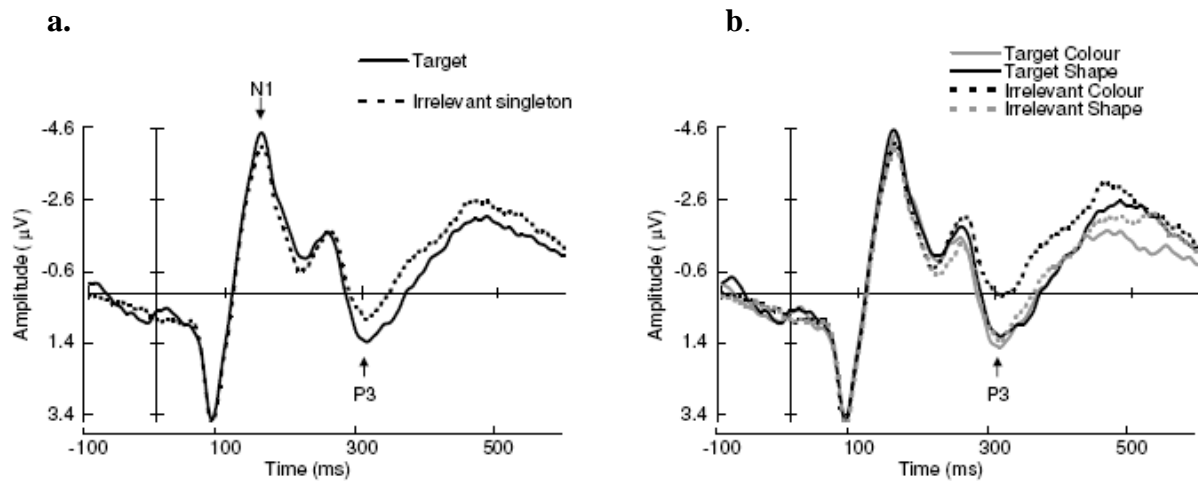 a.
Target
Irrelevant singleton
N1
-4.6
-2.6
-0.6
1.4
3.4
Amplitude ( μV)
P3
-100
100
300
500
Time (ms)
b.
Target Colour
Target Shape
Irrelevant Colour
Irrelevant Shape
-4.6
-2.6
-0.6
1.4
3.4
Amplitude ( μV)
P3
-100
100
300
500
Time (ms)